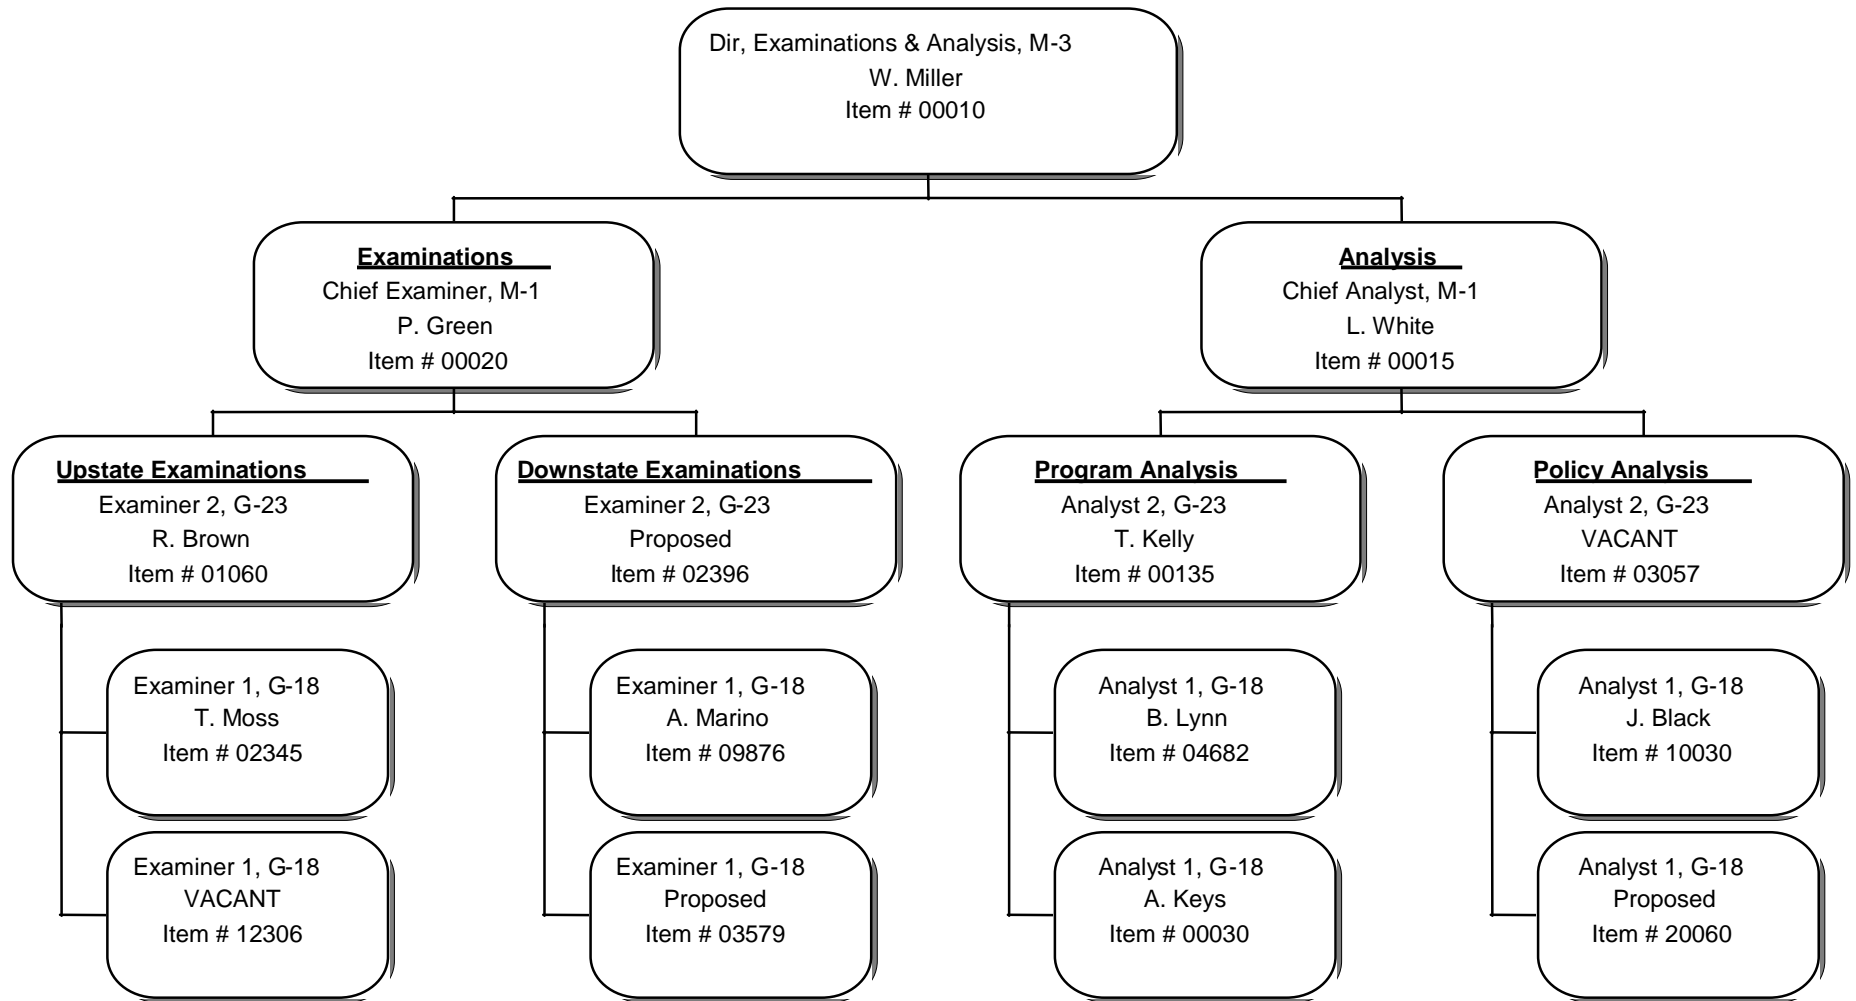 Dir, Examinations & Analysis, M-3
W. Miller
Item # 00010
Examinations
Chief Examiner, M-1
P. Green
Item # 00020
Analysis
Chief Analyst, M-1
L. White
Item # 00015
Upstate Examinations
Examiner 2, G-23
R. Brown
Item # 01060
Downstate Examinations
Examiner 2, G-23
Proposed
Item # 02396
Program Analysis
Analyst 2, G-23
T. Kelly
Item # 00135
Policy Analysis
Analyst 2, G-23
VACANT
Item # 03057
Examiner 1, G-18
T. Moss
Item # 02345
Examiner 1, G-18
A. Marino
Item # 09876
Analyst 1, G-18
B. Lynn
Item # 04682
Analyst 1, G-18
J. Black
Item # 10030
Examiner 1, G-18
VACANT
Item # 12306
Examiner 1, G-18
Proposed
Item # 03579
Analyst 1, G-18
A. Keys
Item # 00030
Analyst 1, G-18
Proposed
Item # 20060